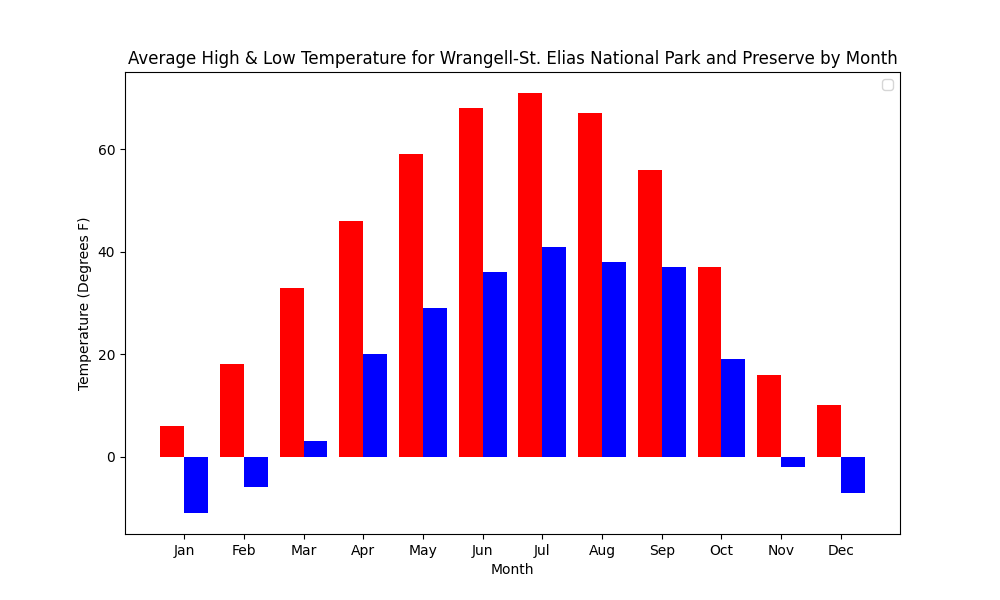 Average High & Low Temperature for Wrangell-St. Elias National Park and Preserve by Month
60
40
20
0
Temperature (Degrees F)
Jan Feb Mar Apr May Jun Jul Aug Sep Oct Nov Dec
Month